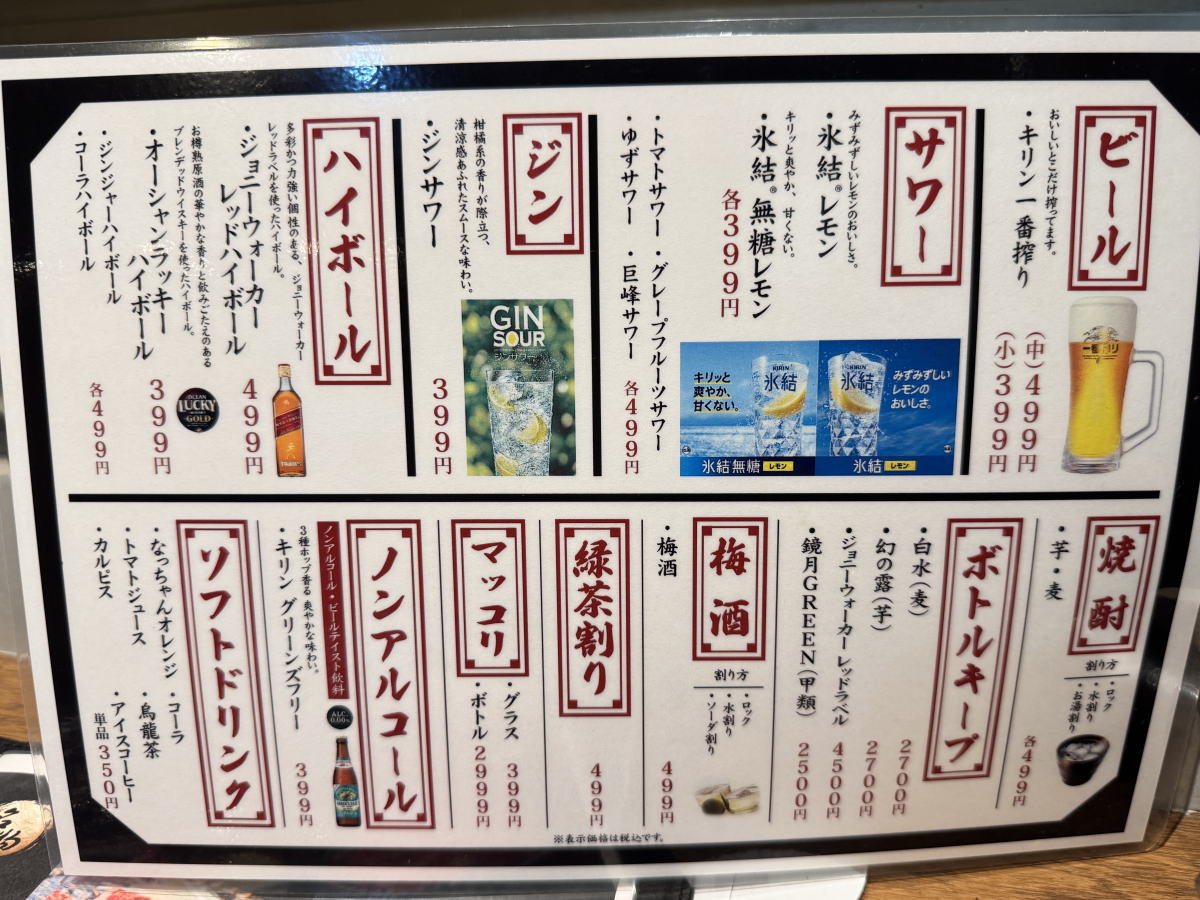 ビール
おいしいとこだけ搾ってます。
・キリン一番搾り
(中)499円
(小)399円
一番搾り
サワー
みずみずしいレモンのおいしさ。
・氷結®レモン
キリッと爽やか、甘くない。
・氷結®無糖レモン
各399円
・トマトサワー ・グレープフルーツサワー
・ゆずサワー ・巨峰サワー
各499円
キリッと
爽やか、
甘くない。
KIRIN
氷結
氷結無糖 レモン
KIRIN
氷結
みずみずしい
レモンの
おいしさ。
氷結 レモン
ジン
柑橘系の香りが際立つ、
清涼感あふれたスムースな味わい。
・ジンサワー
399円
GIN
SOUR
ジンサワー
ハイボール
多彩かつ力強い個性のある、ジョニーウォーカー
レッドラベルを使ったハイボール。
・ジョニーウォーカー
レッドハイボール
499円
お樽熟原酒の華やかな香りと飲みごたえのある
ブレンデッドウイスキーを使ったハイボール。
・オーシャンラッキー
ハイボール
399円
OCEAN
LUCKY
GOLD
・ジンジャーハイボール
・コーラハイボール
各499円
焼酎
割り方
・ロック
・水割り
・お湯割り
・芋・麦
各499円
ボトルキープ
・白水(麦)
2700円
・幻の露(芋)
2700円
・ジョニーウォーカー レッドラベル
4500円
・鏡月GREEN(甲類)
2500円
梅酒
割り方
・ロック
・水割り
・ソーダ割り
・梅酒
499円
緑茶割り
499円
マッコリ
・グラス 399円
・ボトル 2999円
ノンアルコール
ノンアルコール・ビールテイスト飲料
ALC.
0.00%
3種ホップ香る 爽やかな味わい。
・キリン グリーンズフリー
399円
ソフトドリンク
・なっちゃんオレンジ ・コーラ
・トマトジュース ・烏龍茶
・カルピス ・アイスコーヒー
単品350円
※表示価格は税込です。